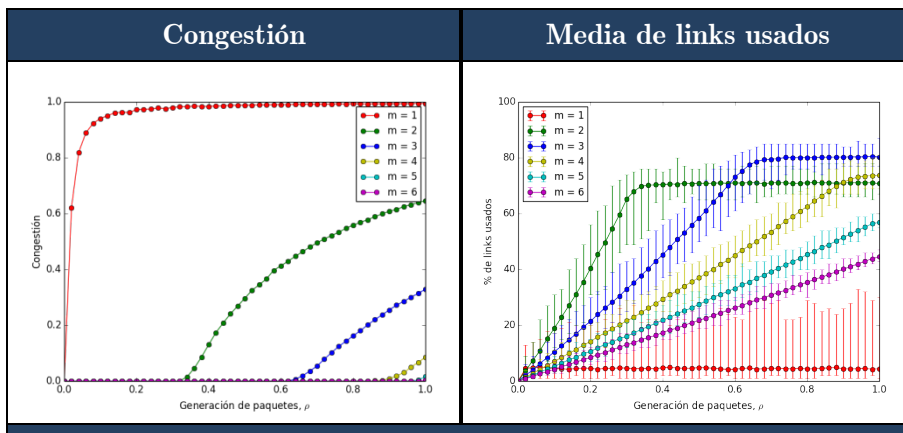 Congestión
Media de links usados
1.0
0.8
0.6
0.4
0.2
0.0
0.0
0.2
0.4
0.6
0.8
1.0
Congestión
Generación de paquetes, ρ
m = 1
m = 2
m = 3
m = 4
m = 5
m = 6
100
80
60
40
20
0
0.0
0.2
0.4
0.6
0.8
1.0
% de links usados
Generación de paquetes, ρ
m = 1
m = 2
m = 3
m = 4
m = 5
m = 6